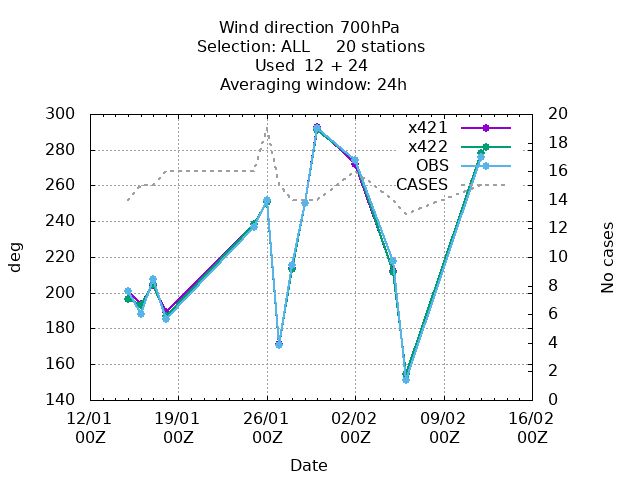 Wind direction 700hPa
Selection: ALL 20 stations
Used 12 + 24
Averaging window: 24h
300
280
260
240
220
200
180
160
140
deg
20
18
16
14
12
10
8
6
4
2
0
No cases
x421
x422
OBS
CASES
12/01 19/01 26/01 02/02 09/02 16/02
00Z 00Z 00Z 00Z 00Z 00Z
Date